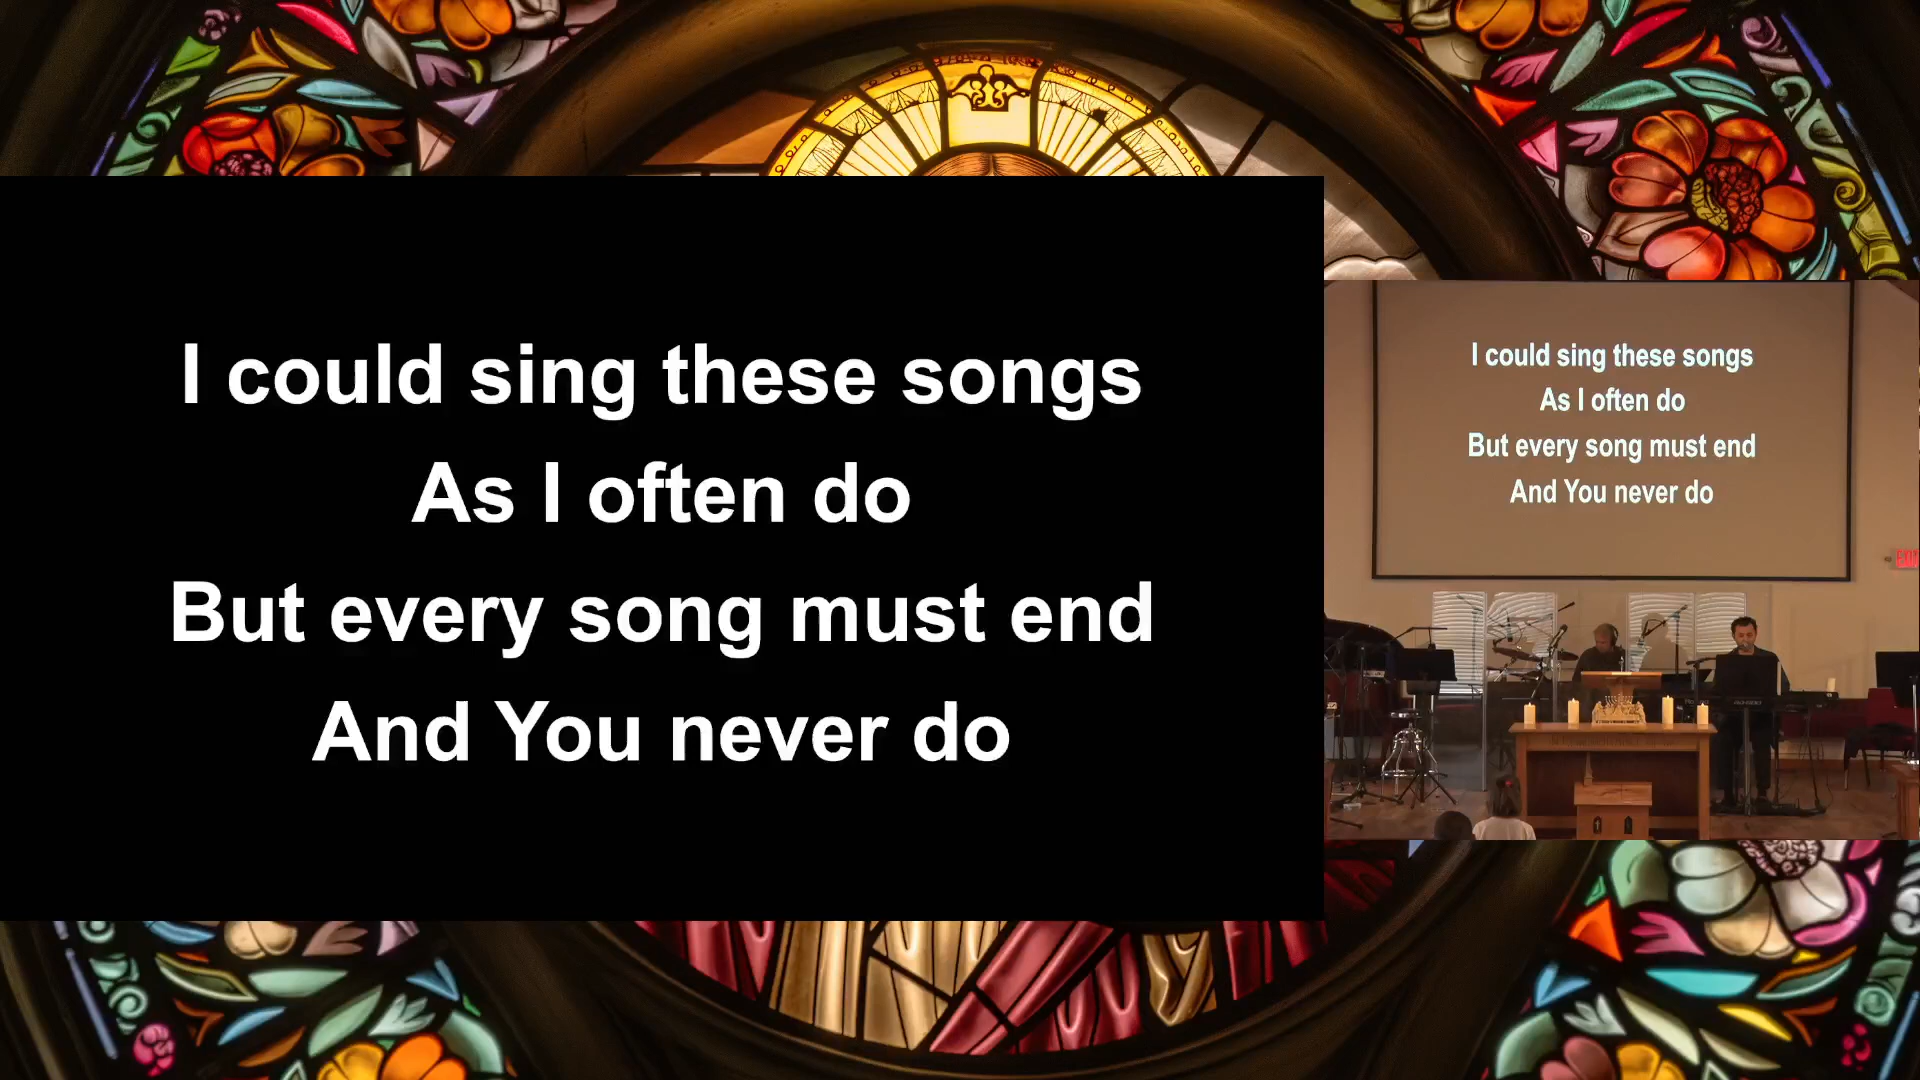 I could sing these songs
As I often do
But every song must end
And You never do
I could sing these songs
As I often do
But every song must end
And You never do